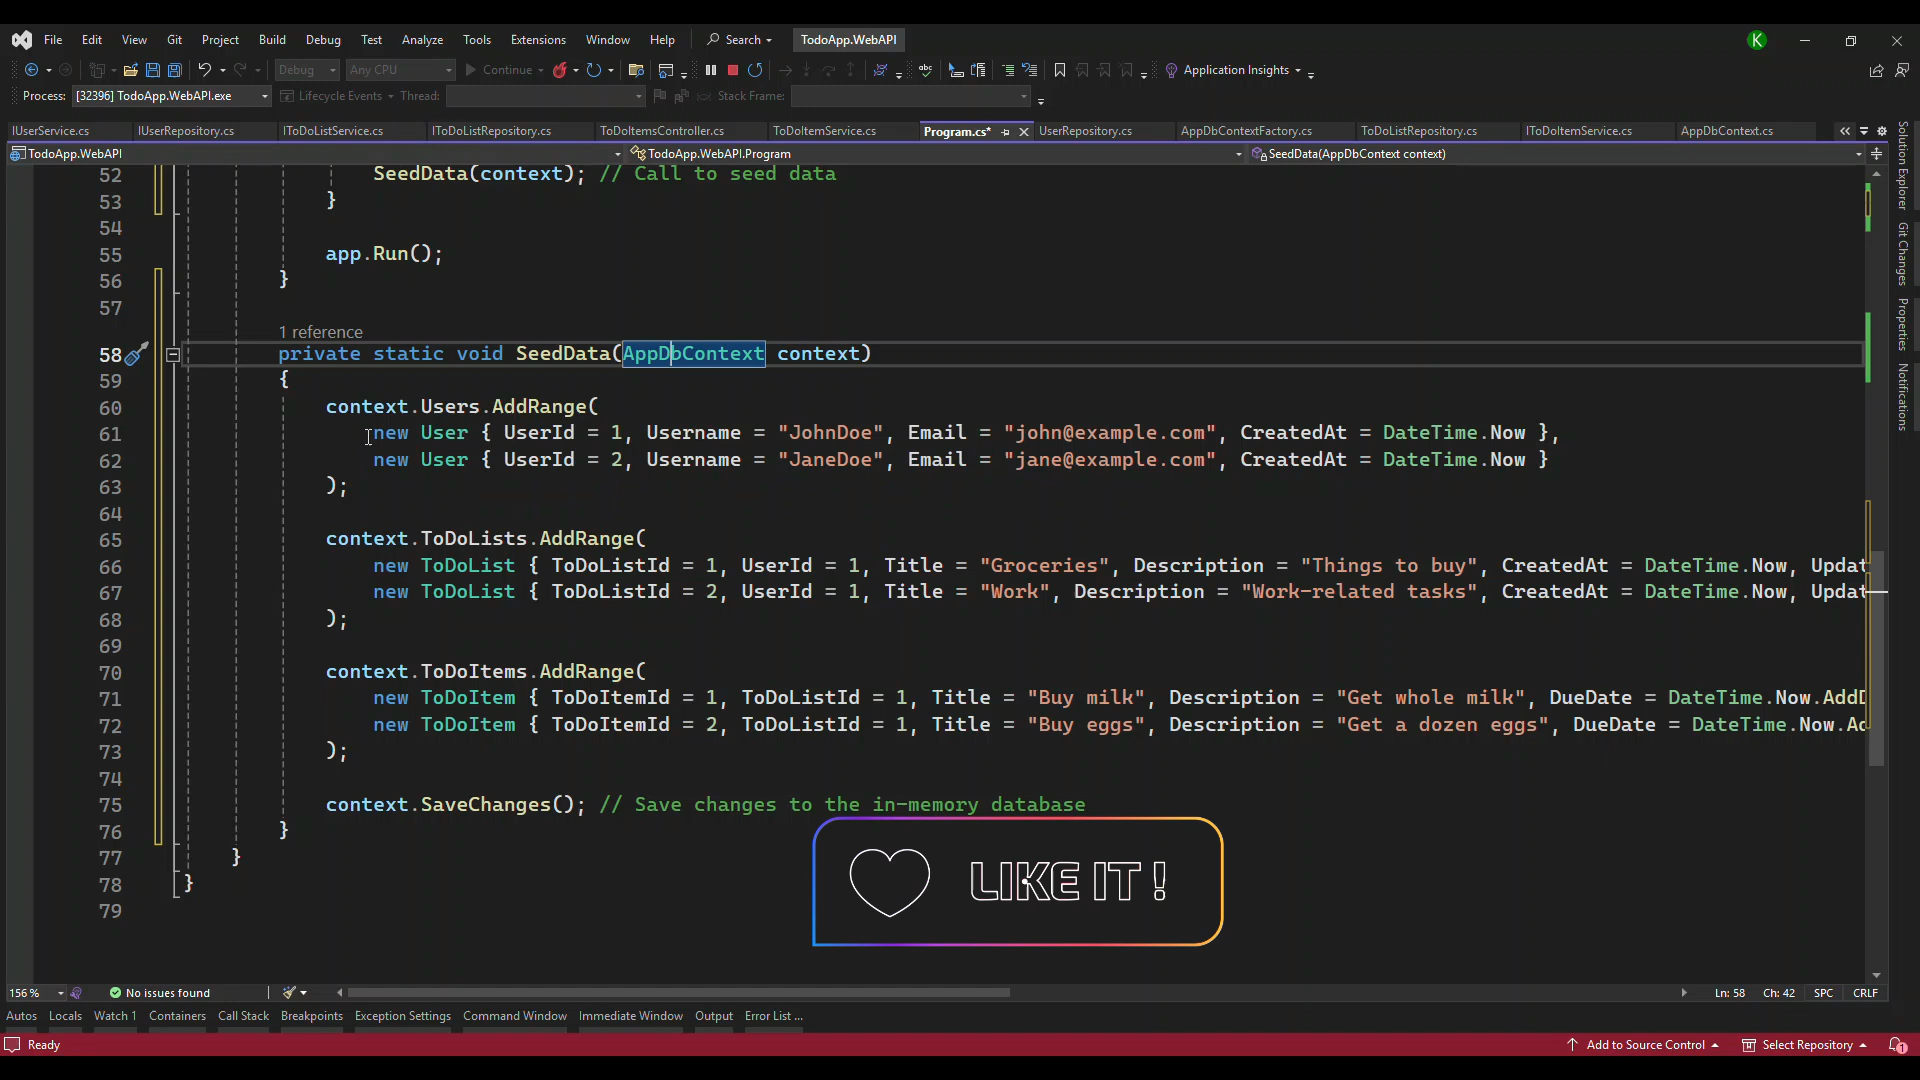 File Edit View Git Project Build Debug Test Analyze Tools Extensions Window Help Search TodoApp.WebAPI K
Debug Any CPU Continue Application Insights
Process: [32396] TodoApp.WebAPI.exe Lifecycle Events Thread: Stack Frame:
IUserService.cs IUserRepository.cs IToDoListService.cs IToDoListRepository.cs ToDoItemsController.cs ToDoItemService.cs Program.cs* UserRepository.cs AppDbContextFactory.cs ToDoListRepository.cs IToDoItemService.cs AppDbContext.cs
TodoApp.WebAPI TodoApp.WebAPI.Program SeedData(AppDbContext context)
52 SeedData(context); // Call to seed data
53 }
54
55 app.Run();
56 }
57
1 reference
58 private static void SeedData(AppDbContext context)
59 {
60 context.Users.AddRange(
61 new User { UserId = 1, Username = "JohnDoe", Email = "john@example.com", CreatedAt = DateTime.Now },
62 new User { UserId = 2, Username = "JaneDoe", Email = "jane@example.com", CreatedAt = DateTime.Now }
63 );
64
65 context.ToDoLists.AddRange(
66 new ToDoList { ToDoListId = 1, UserId = 1, Title = "Groceries", Description = "Things to buy", CreatedAt = DateTime.Now, Updat
67 new ToDoList { ToDoListId = 2, UserId = 1, Title = "Work", Description = "Work-related tasks", CreatedAt = DateTime.Now, Updat
68 );
69
70 context.ToDoItems.AddRange(
71 new ToDoItem { ToDoItemId = 1, ToDoListId = 1, Title = "Buy milk", Description = "Get whole milk", DueDate = DateTime.Now.AddD
72 new ToDoItem { ToDoItemId = 2, ToDoListId = 1, Title = "Buy eggs", Description = "Get a dozen eggs", DueDate = DateTime.Now.Ad
73 );
74
75 context.SaveChanges(); // Save changes to the in-memory database
76 }
77 }
78 }
79
LIKE IT !
Solution Explorer
Git Changes
Properties
Notifications
156 % No issues found Ln: 58 Ch: 42 SPC CRLF
Autos Locals Watch 1 Containers Call Stack Breakpoints Exception Settings Command Window Immediate Window Output Error List ...
Ready Add to Source Control Select Repository 1